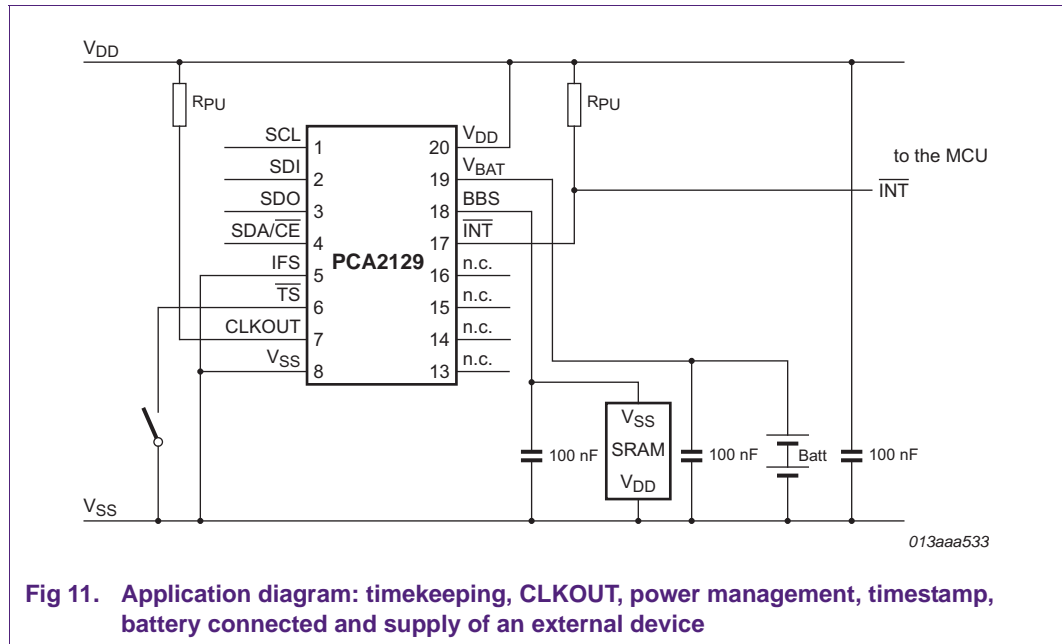 VDD
RPU
RPU
SCL
1
20
VDD
SDI
2
19
VBAT
SDO
3
18
BBS
SDA/CE
4
17
INT
PCA2129
IFS
5
16
n.c.
TS
6
15
n.c.
CLKOUT
7
14
n.c.
VSS
8
13
n.c.
to the MCU
INT
VSS
SRAM
VDD
100 nF
100 nF
Batt
100 nF
VSS
013aaa533
Fig 11. Application diagram: timekeeping, CLKOUT, power management, timestamp,
battery connected and supply of an external device